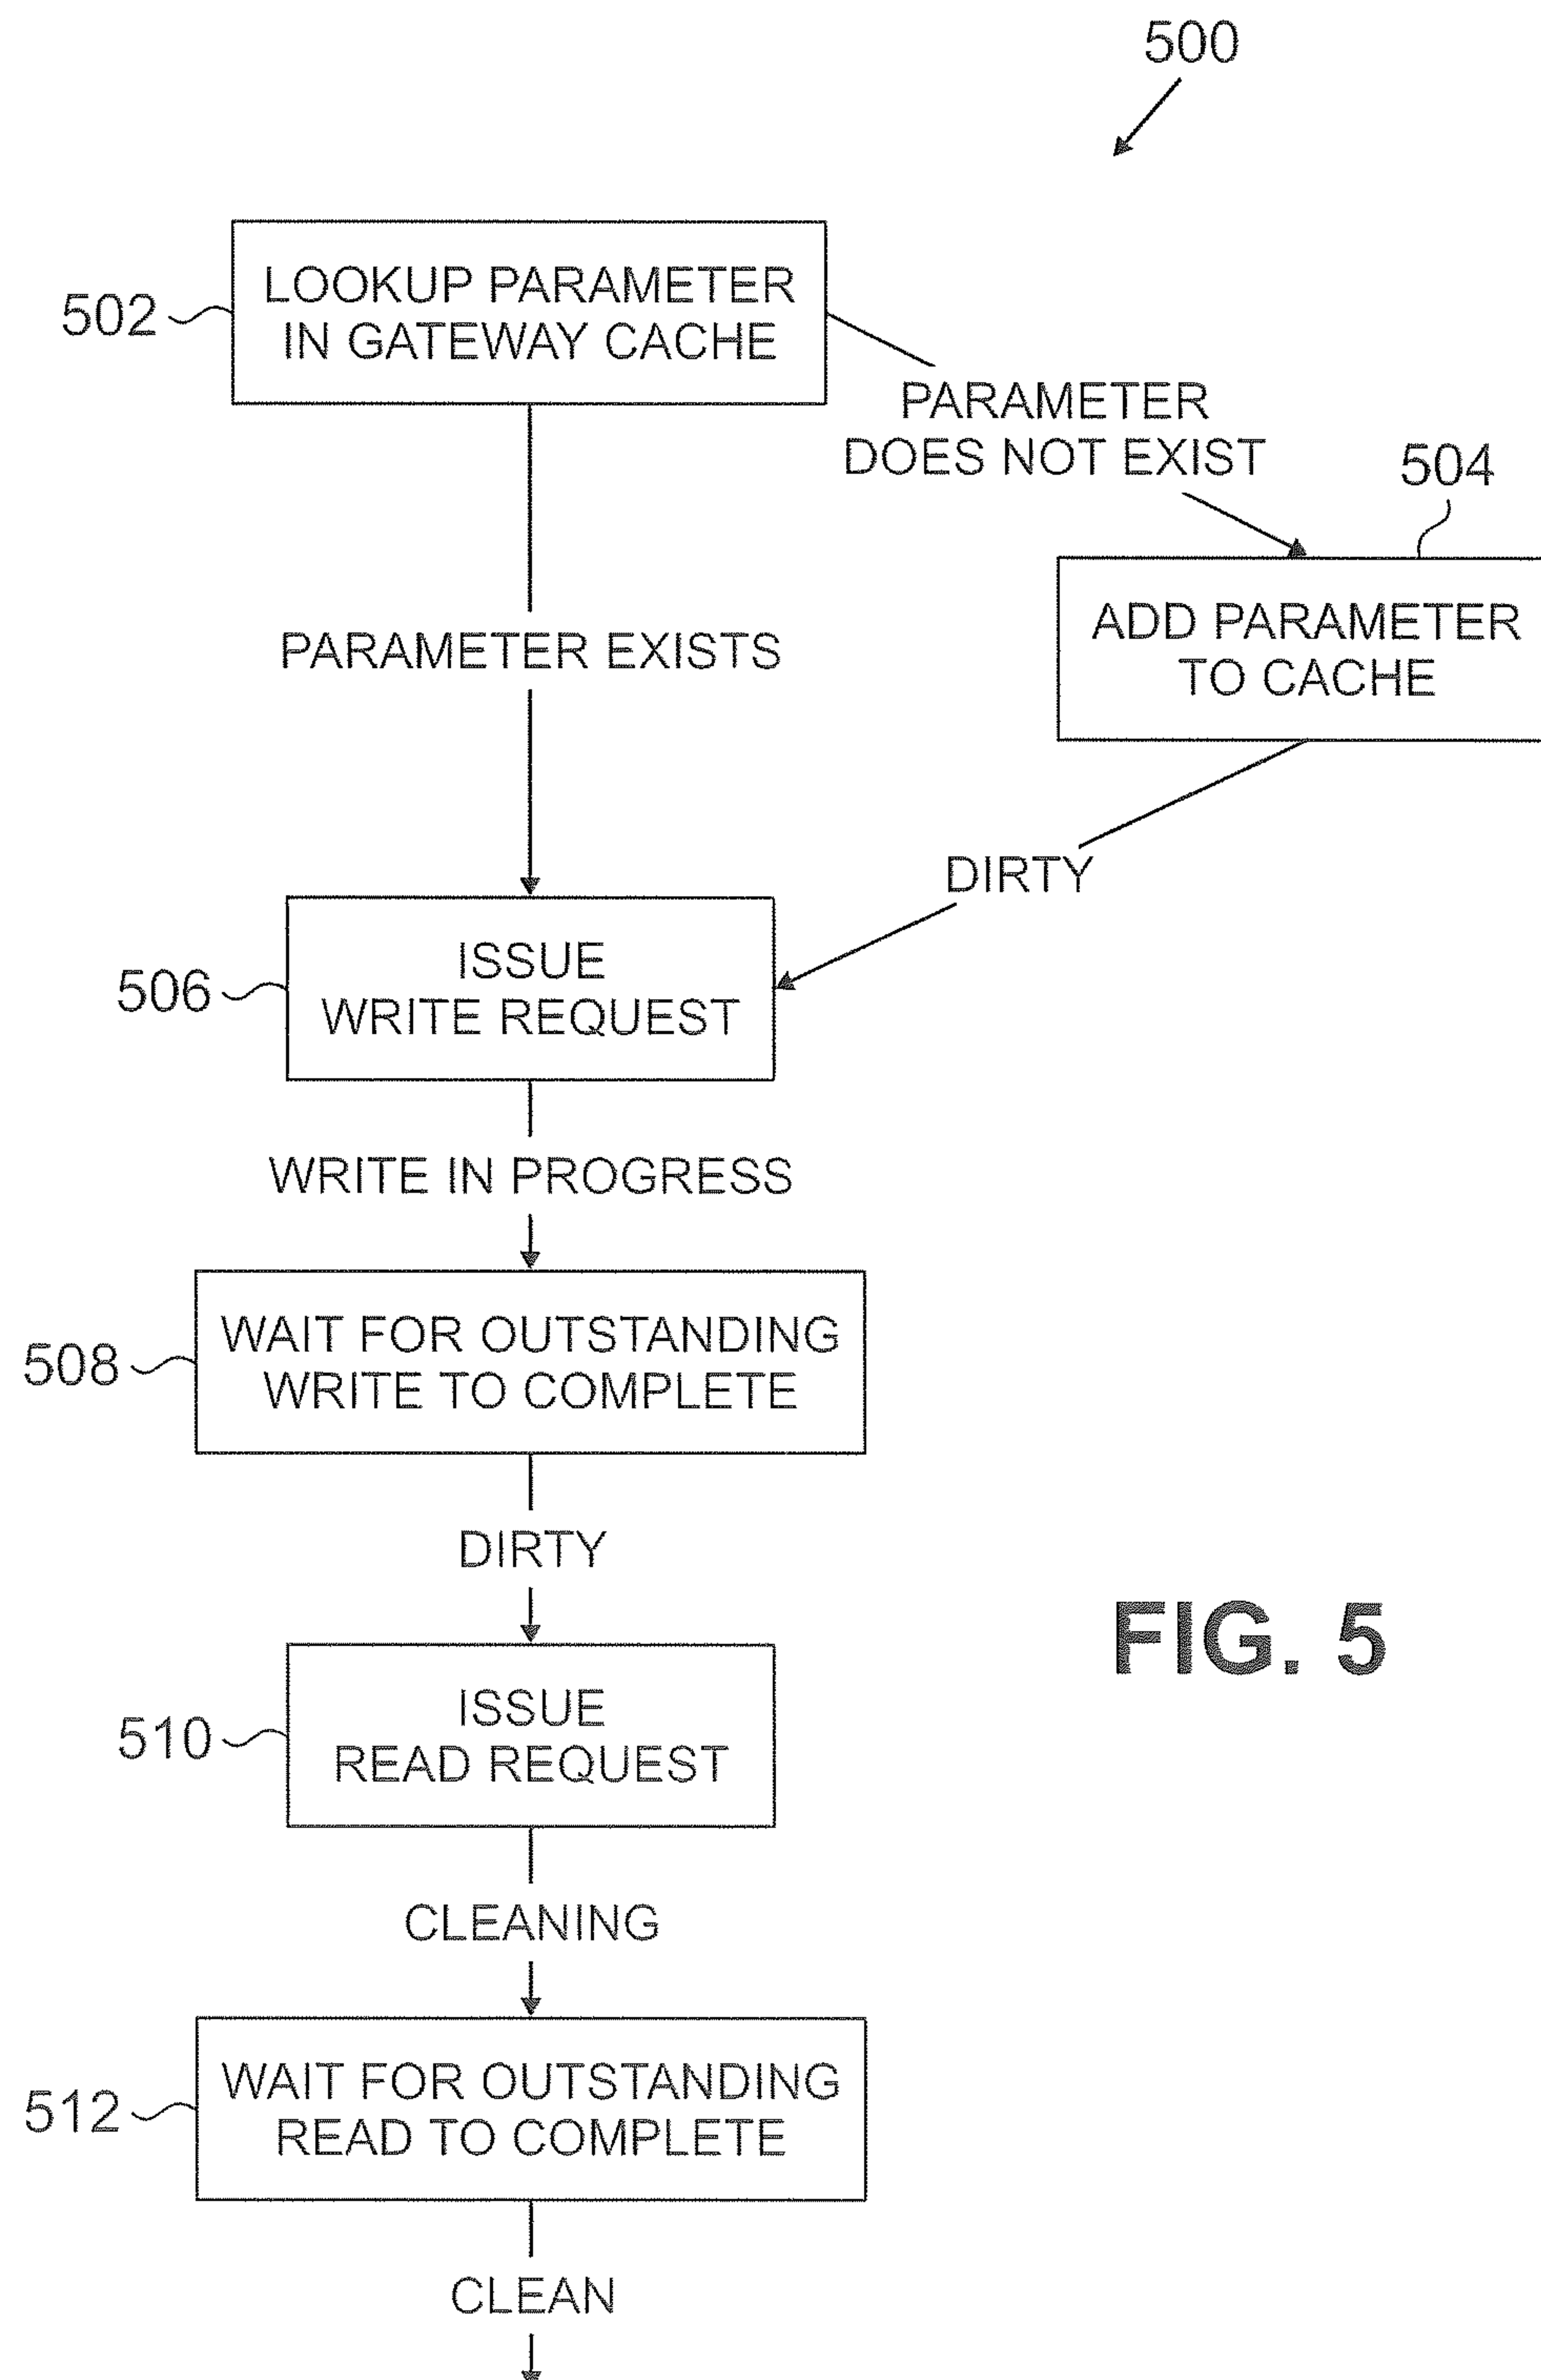 500
502
LOOKUP PARAMETER
IN GATEWAY CACHE
PARAMETER
DOES NOT EXIST
504
ADD PARAMETER
TO CACHE
PARAMETER EXISTS
DIRTY
506
ISSUE
WRITE REQUEST
WRITE IN PROGRESS
508
WAIT FOR OUTSTANDING
WRITE TO COMPLETE
DIRTY
510
ISSUE
READ REQUEST
FIG. 5
CLEANING
512
WAIT FOR OUTSTANDING
READ TO COMPLETE
CLEAN